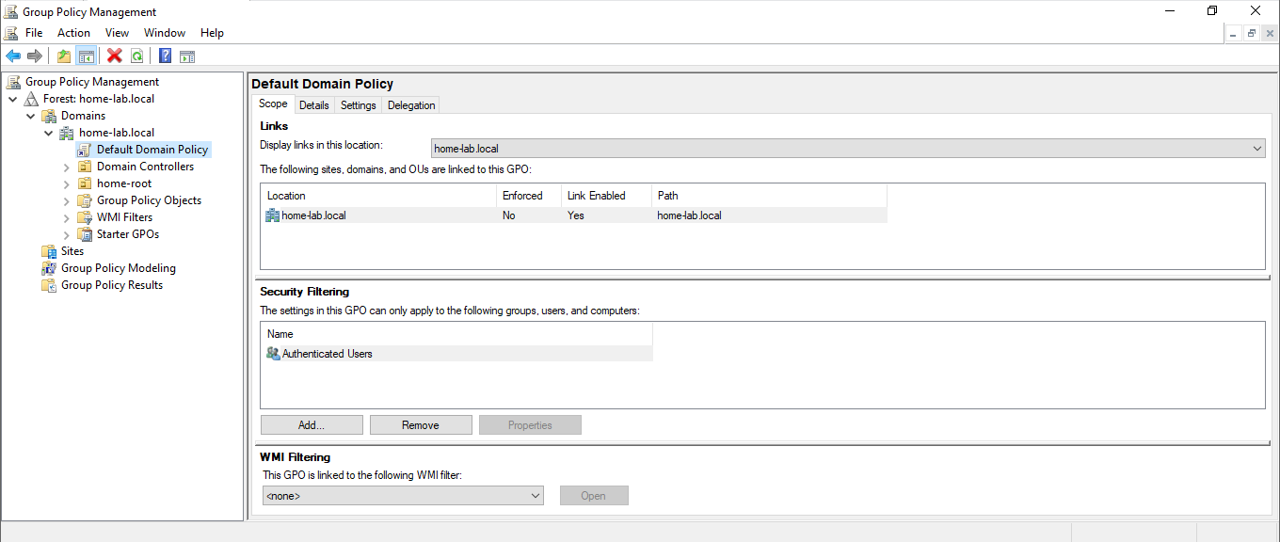 Group Policy Management
File Action View Window Help
Group Policy Management
Forest: home-lab.local
Domains
home-lab.local
Default Domain Policy
Domain Controllers
home-root
Group Policy Objects
WMI Filters
Starter GPOs
Sites
Group Policy Modeling
Group Policy Results
Default Domain Policy
Scope Details Settings Delegation
Links
Display links in this location: home-lab.local
The following sites, domains, and OUs are linked to this GPO:
Location Enforced Link Enabled Path
home-lab.local No Yes home-lab.local
Security Filtering
The settings in this GPO can only apply to the following groups, users, and computers:
Name
Authenticated Users
Add... Remove Properties
WMI Filtering
This GPO is linked to the following WMI filter:
<none> Open